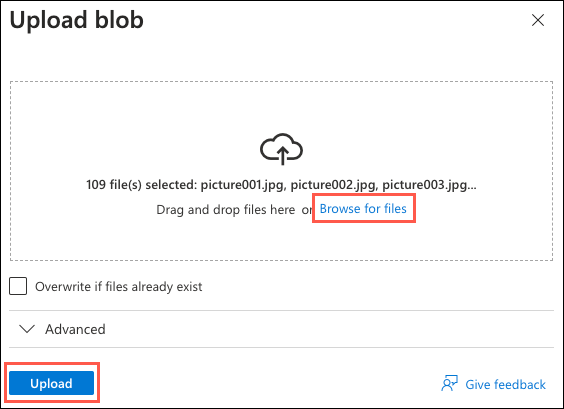 Upload blob
109 file(s) selected: picture001.jpg, picture002.jpg, picture003.jpg...
Drag and drop files here or Browse for files
Overwrite if files already exist
Advanced
Upload
Give feedback